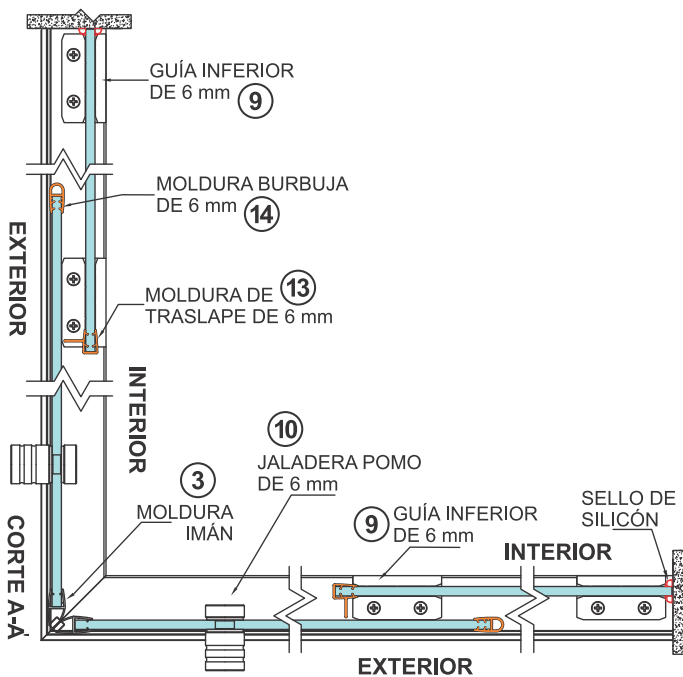 GUÍA INFERIOR
DE 6 mm 9
MOLDURA BURBUJA
DE 6 mm 14
EXTERIOR
MOLDURA DE 13
TRASLAPE DE 6 mm
INTERIOR
10
JALADERA POMO
DE 6 mm
3
MOLDURA
IMÁN
9 GUÍA INFERIOR
DE 6 mm
SELLO DE
SILICÓN
INTERIOR
CORTE A-A'
EXTERIOR